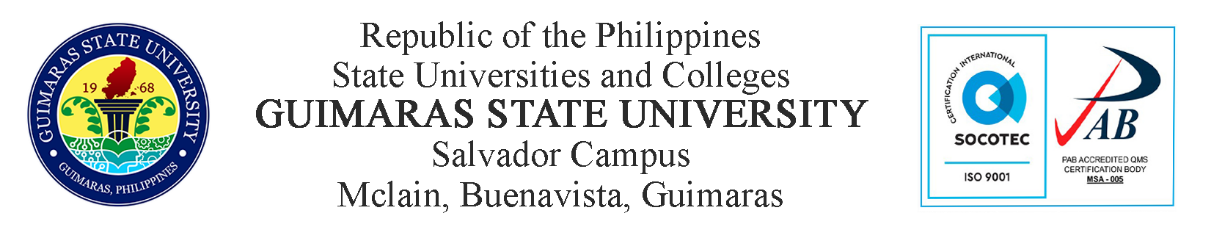 GUIMARAS STATE UNIVERSITY
19 68
GUIMARAS, PHILIPPINES
Republic of the Philippines
State Universities and Colleges
GUIMARAS STATE UNIVERSITY
Salvador Campus
Mclain, Buenavista, Guimaras
CERTIFICATION INTERNATIONAL
SOCOTEC
ISO 9001
PAB
PAB ACCREDITED QMS
CERTIFICATION BODY
MSA - 005